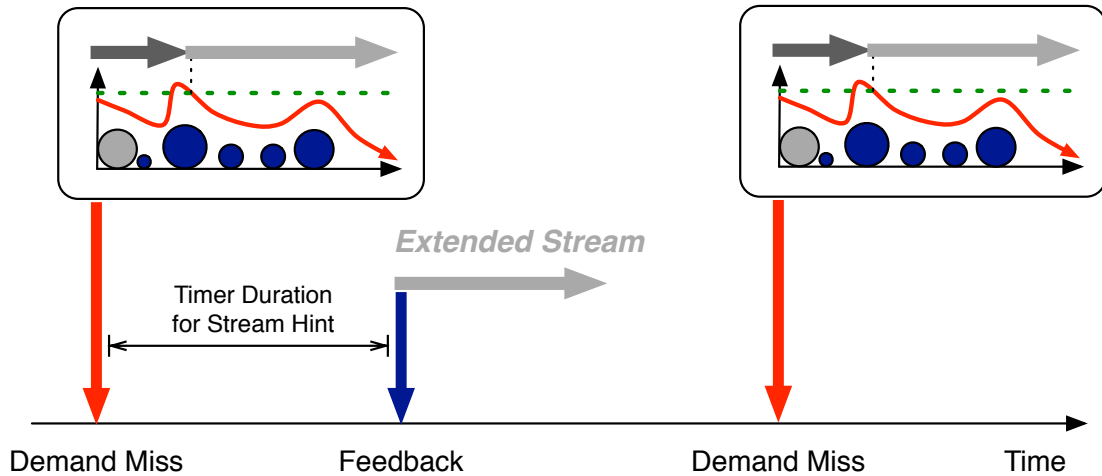 Extended Stream
Timer Duration
for Stream Hint
Demand Miss
Feedback
Demand Miss
Time